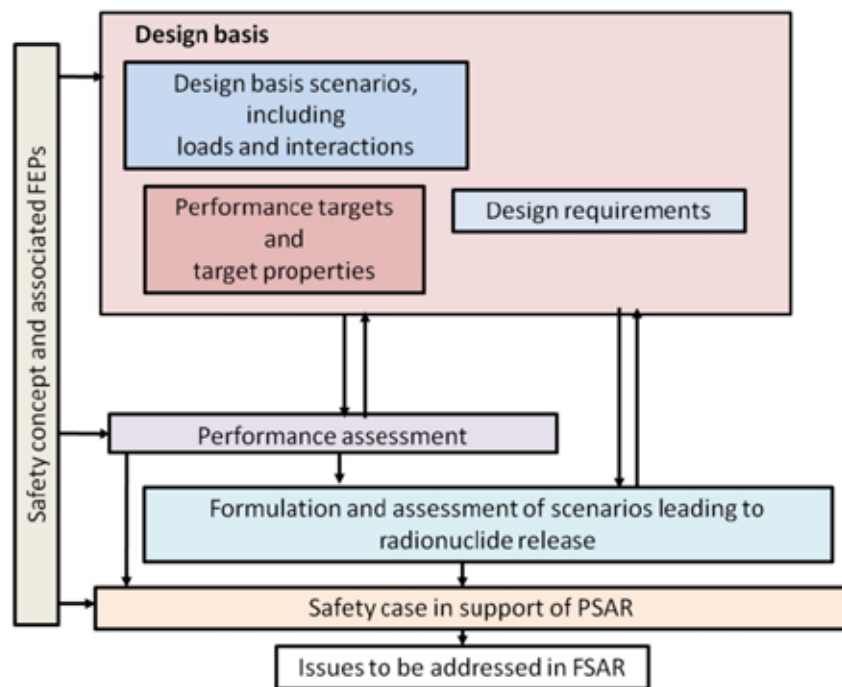 Safety concept and associated FEPs
Design basis
Design basis scenarios,
including
loads and interactions
Performance targets
and
target properties
Design requirements
Performance assessment
Formulation and assessment of scenarios leading to
radionuclide release
Safety case in support of PSAR
Issues to be addressed in FSAR